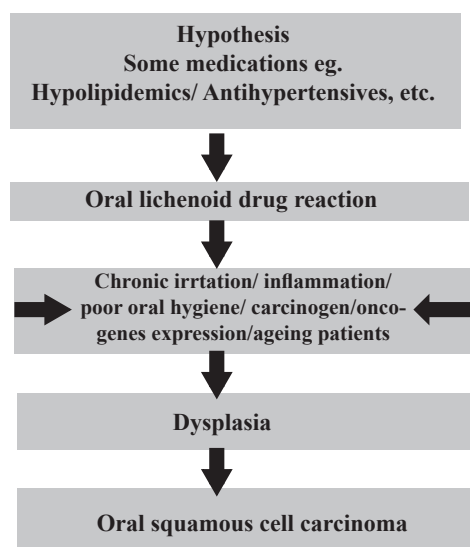 Hypothesis
Some medications eg.
Hypolipidemics/ Antihypertensives, etc.
Oral lichenoid drug reaction
Chronic irrtation/ inflammation/
poor oral hygiene/ carcinogen/onco-
genes expression/ageing patients
Dysplasia
Oral squamous cell carcinoma